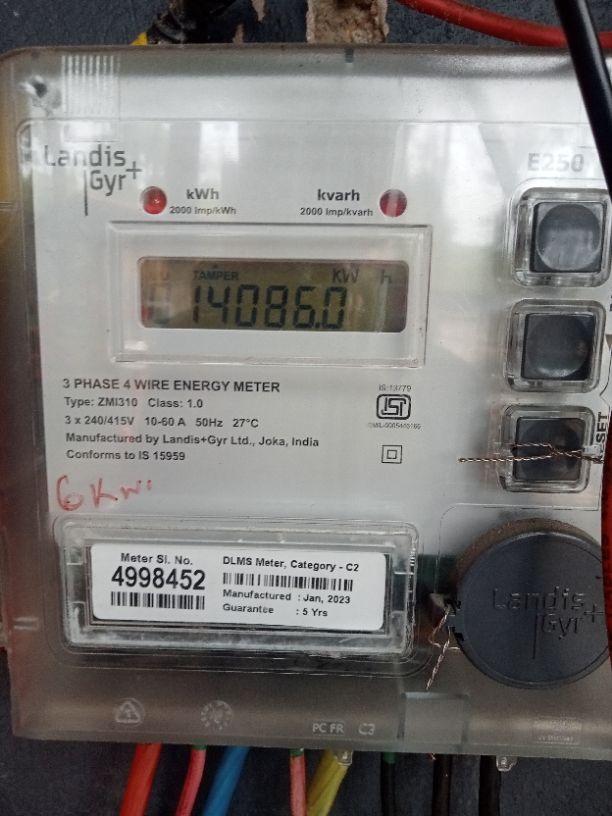 Landis
Gyr+
E250
kWh
2000 Imp/kWh
kvarh
2000 Imp/kvarh
TAMPER KW h
14086.0
3 PHASE 4 WIRE ENERGY METER
Type: ZMI310 Class: 1.0
3 x 240/415V 10-60 A 50Hz 27°C
Manufactured by Landis+Gyr Ltd., Joka, India
Conforms to IS 15959
IS 13779
ISI
6 KW
Meter Sl. No.
4998452
DLMS Meter, Category - C2
Manufactured : Jan, 2023
Guarantee : 5 Yrs
Landis
Gyr+
PC FR C3